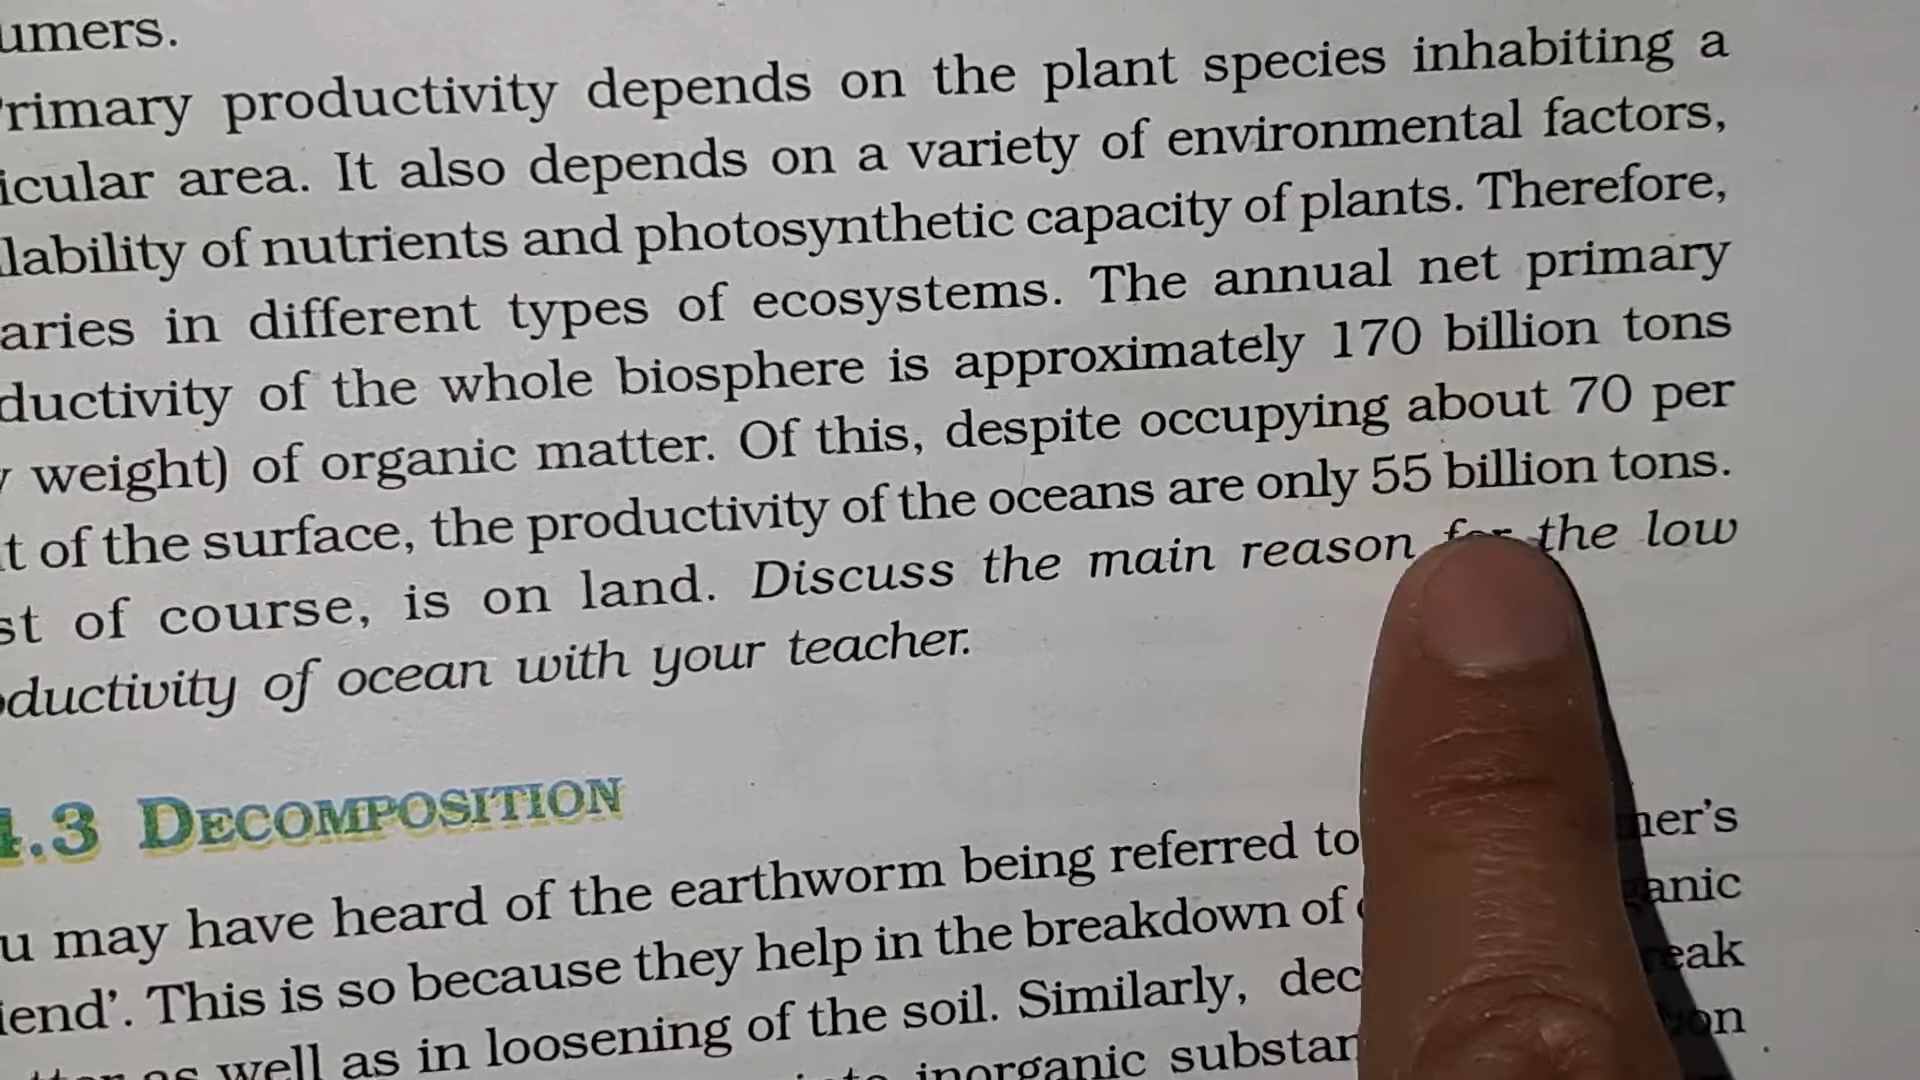 umers.
Primary productivity depends on the plant species inhabiting a
icular area. It also depends on a variety of environmental factors,
lability of nutrients and photosynthetic capacity of plants. Therefore,
aries in different types of ecosystems. The annual net primary
ductivity of the whole biosphere is approximately 170 billion tons
weight) of organic matter. Of this, despite occupying about 70 per
t of the surface, the productivity of the oceans are only 55 billion tons.
st of course, is on land. Discuss the main reason for the low
ductivity of ocean with your teacher.
4.3 DECOMPOSITION
u may have heard of the earthworm being referred to mer's
iend'. This is so because they help in the breakdown of ganic
as well as in loosening of the soil. Similarly, dec eak
inorganic substan on